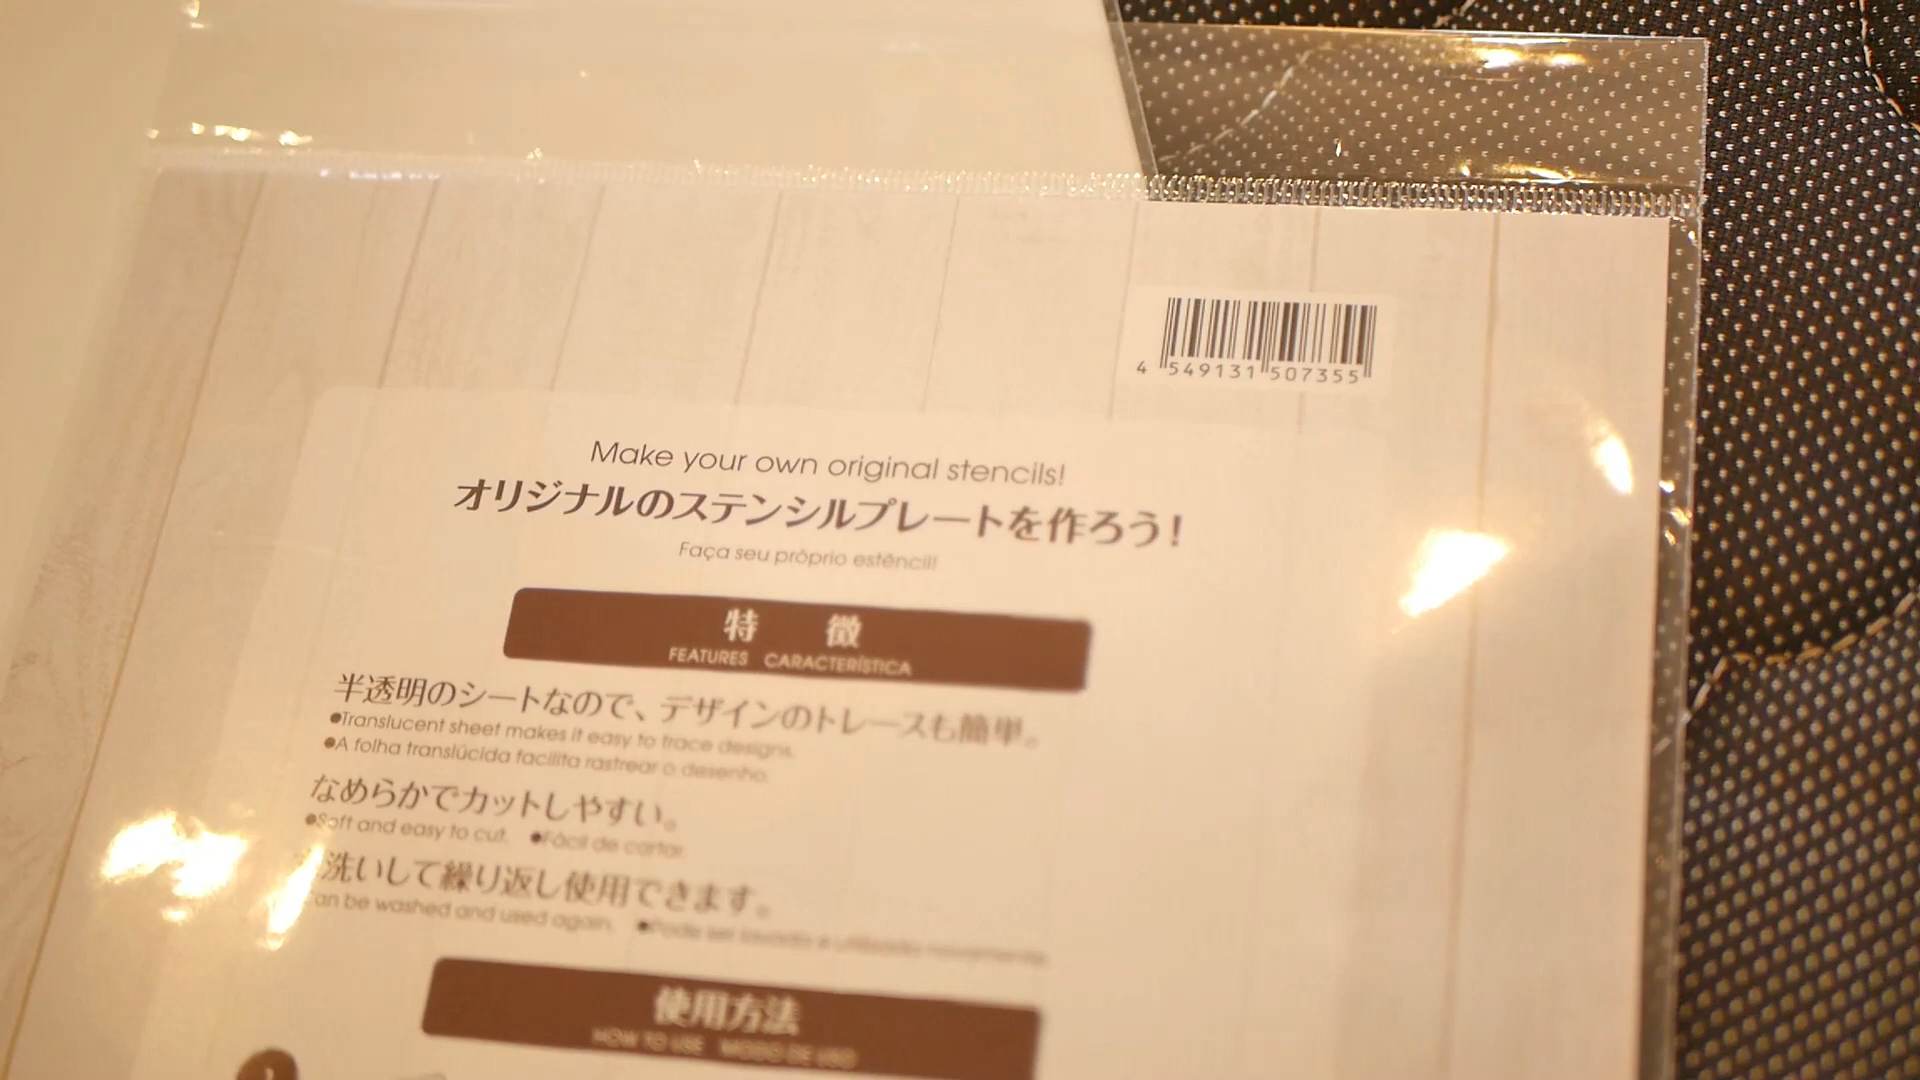 4 549131 507355
Make your own original stencils!
オリジナルのステンシルプレートを作ろう!
Faça seu próprio estêncil!
特 徴
FEATURES CARACTERÍSTICA
半透明のシートなので、デザインのトレースも簡単。
●Translucent sheet makes it easy to trace designs.
●A folha translúcida facilita rastrear o desenho.
なめらかでカットしやすい。
●Soft and easy to cut. ●Fácil de cortar.
洗いして繰り返し使用できます。
an be washed and used again. ●Pode ser lavado e utilizado novamente.
使用方法
HOW TO USE MODO DE USO
1